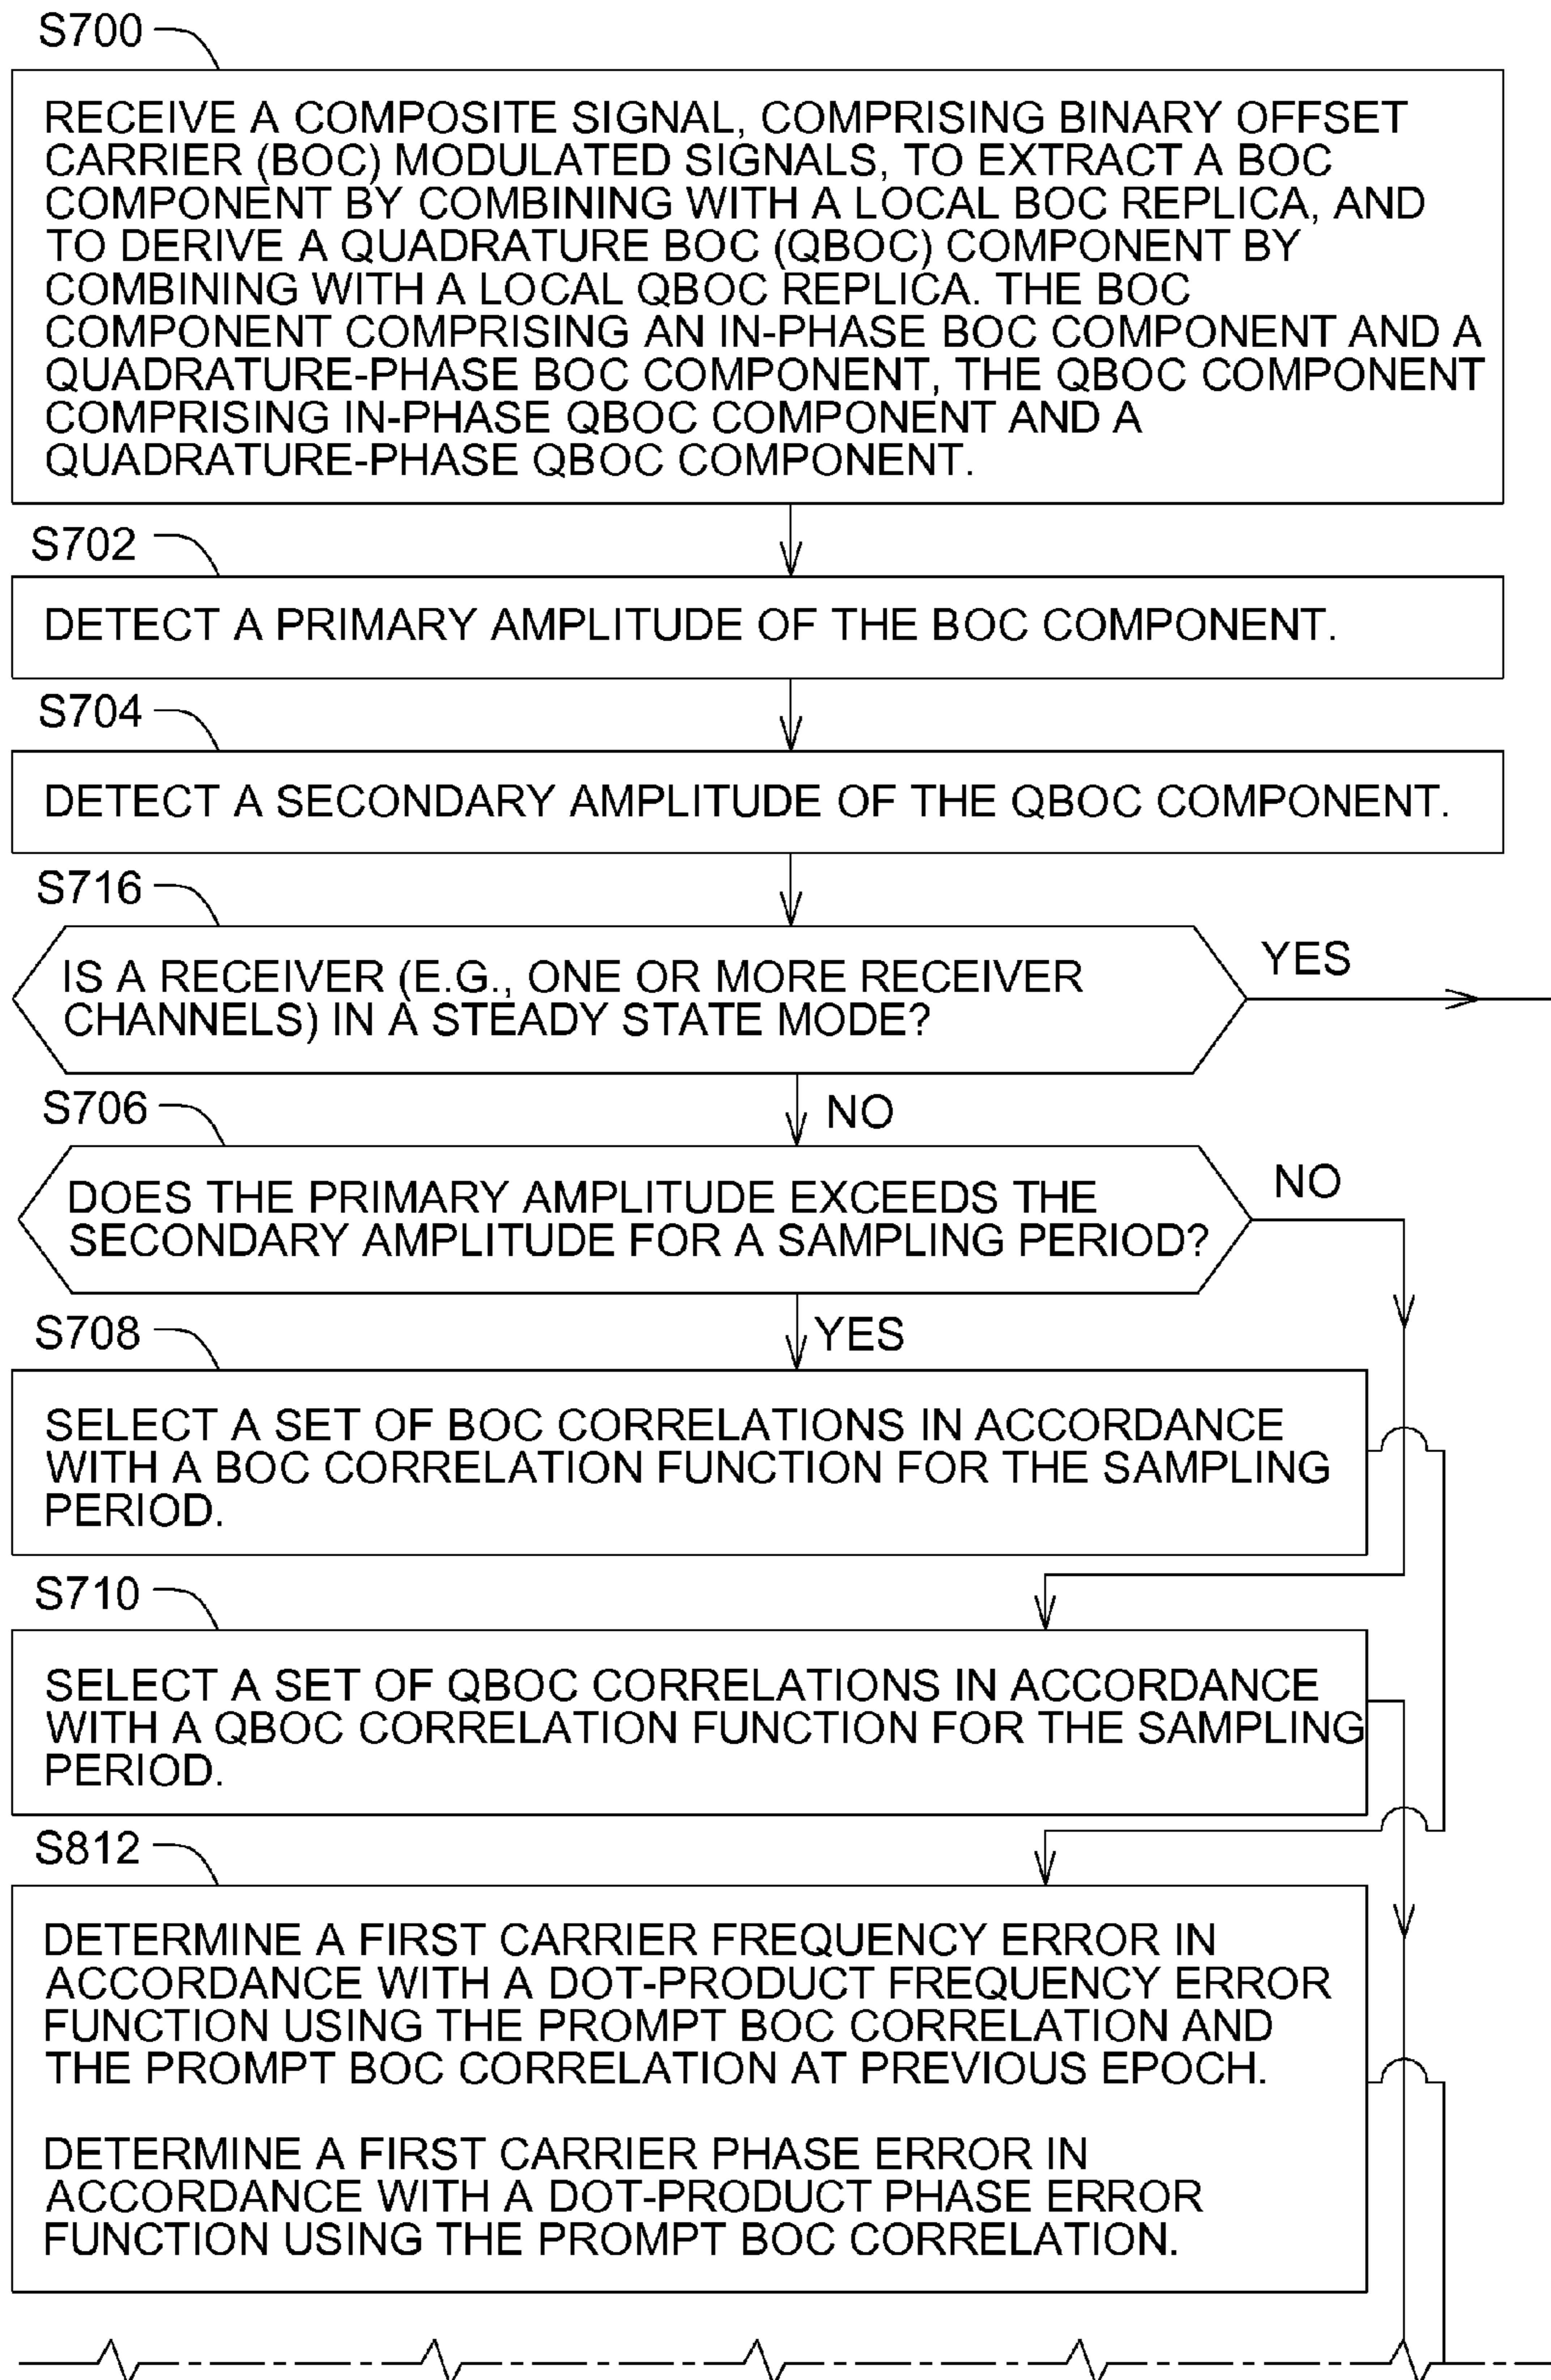 S700
RECEIVE A COMPOSITE SIGNAL, COMPRISING BINARY OFFSET
CARRIER (BOC) MODULATED SIGNALS, TO EXTRACT A BOC
COMPONENT BY COMBINING WITH A LOCAL BOC REPLICA, AND
TO DERIVE A QUADRATURE BOC (QBOC) COMPONENT BY
COMBINING WITH A LOCAL QBOC REPLICA. THE BOC
COMPONENT COMPRISING AN IN-PHASE BOC COMPONENT AND A
QUADRATURE-PHASE BOC COMPONENT, THE QBOC COMPONENT
COMPRISING IN-PHASE QBOC COMPONENT AND A
QUADRATURE-PHASE QBOC COMPONENT.
S702
DETECT A PRIMARY AMPLITUDE OF THE BOC COMPONENT.
S704
DETECT A SECONDARY AMPLITUDE OF THE QBOC COMPONENT.
S716
IS A RECEIVER (E.G., ONE OR MORE RECEIVER
CHANNELS) IN A STEADY STATE MODE?
YES
NO
S706
DOES THE PRIMARY AMPLITUDE EXCEEDS THE
SECONDARY AMPLITUDE FOR A SAMPLING PERIOD?
NO
YES
S708
SELECT A SET OF BOC CORRELATIONS IN ACCORDANCE
WITH A BOC CORRELATION FUNCTION FOR THE SAMPLING
PERIOD.
S710
SELECT A SET OF QBOC CORRELATIONS IN ACCORDANCE
WITH A QBOC CORRELATION FUNCTION FOR THE SAMPLING
PERIOD.
S812
DETERMINE A FIRST CARRIER FREQUENCY ERROR IN
ACCORDANCE WITH A DOT-PRODUCT FREQUENCY ERROR
FUNCTION USING THE PROMPT BOC CORRELATION AND
THE PROMPT BOC CORRELATION AT PREVIOUS EPOCH.
DETERMINE A FIRST CARRIER PHASE ERROR IN
ACCORDANCE WITH A DOT-PRODUCT PHASE ERROR
FUNCTION USING THE PROMPT BOC CORRELATION.